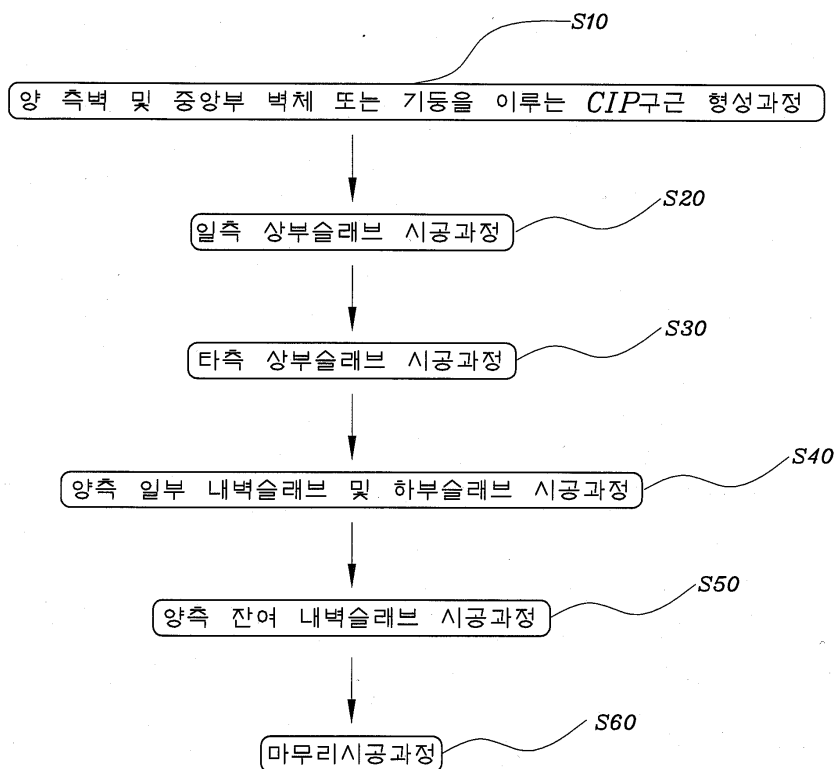 S10
양 측벽 및 중앙부 벽체 또는 기둥을 이루는 CIP구근 형성과정
S20
일측 상부슬래브 시공과정
S30
타측 상부슬래브 시공과정
S40
양측 일부 내벽슬래브 및 하부슬래브 시공과정
S50
양측 잔여 내벽슬래브 시공과정
S60
마무리시공과정